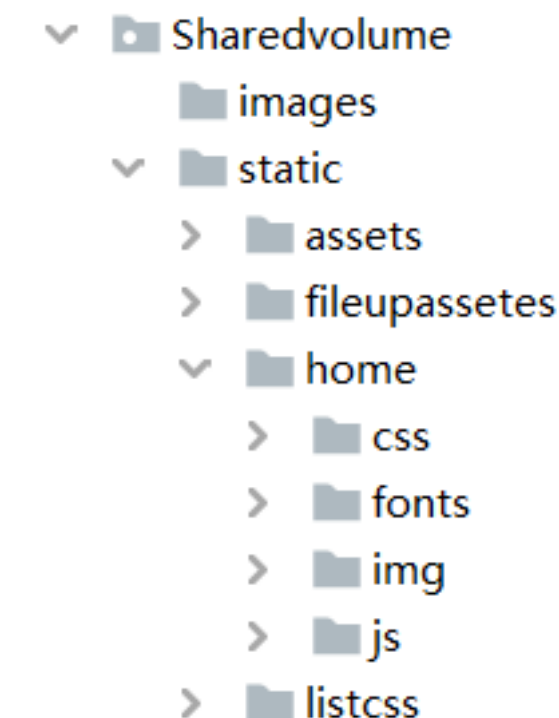 Sharedvolume
images
static
assets
fileupassetes
home
css
fonts
img
js
listcss